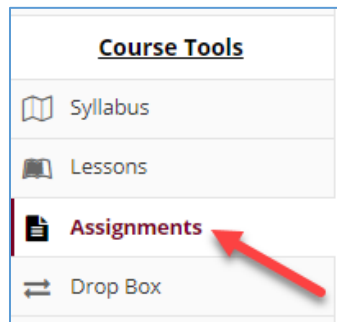 Course Tools
Syllabus
Lessons
Assignments
Drop Box